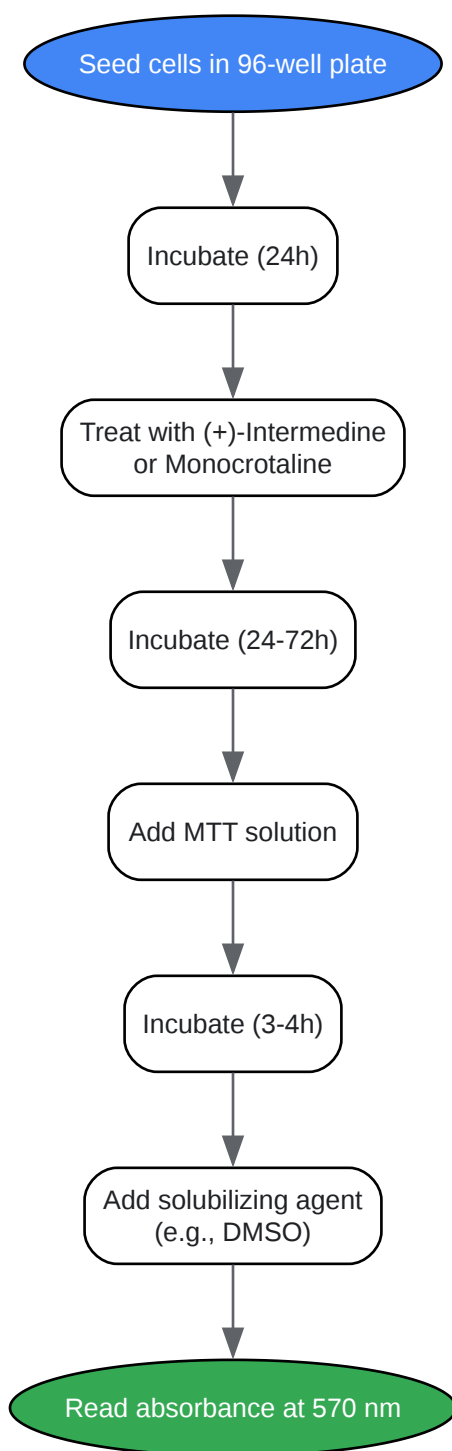 Seed cells in 96-well plate
Incubate (24h)
Treat with (+)-Intermedine
or Monocrotaline
Incubate (24-72h)
Add MTT solution
Incubate (3-4h)
Add solubilizing agent
(e.g., DMSO)
Read absorbance at 570 nm